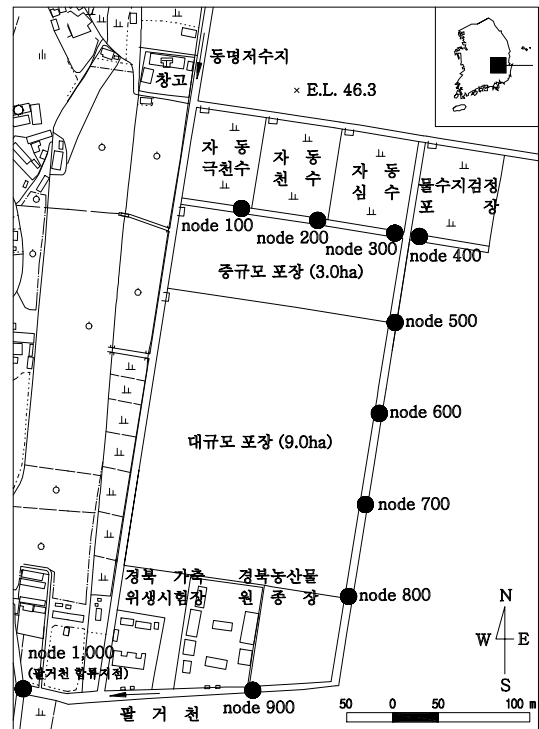 동명저수지
창고
× E.L. 46.3
자 동
극천수
자 동
천 수
자 동
심 수
물수지검정
포 장
node 100
node 200
node 300
node 400
중규모 포장 (3.0ha)
node 500
node 600
대규모 포장 (9.0ha)
node 700
경북 가축
위생시험장
경북농산물
원 종 장
node 800
node 1,000
(팔거천 합류지점)
node 900
팔 거 천
N
W
E
S
50 0 50 100 m